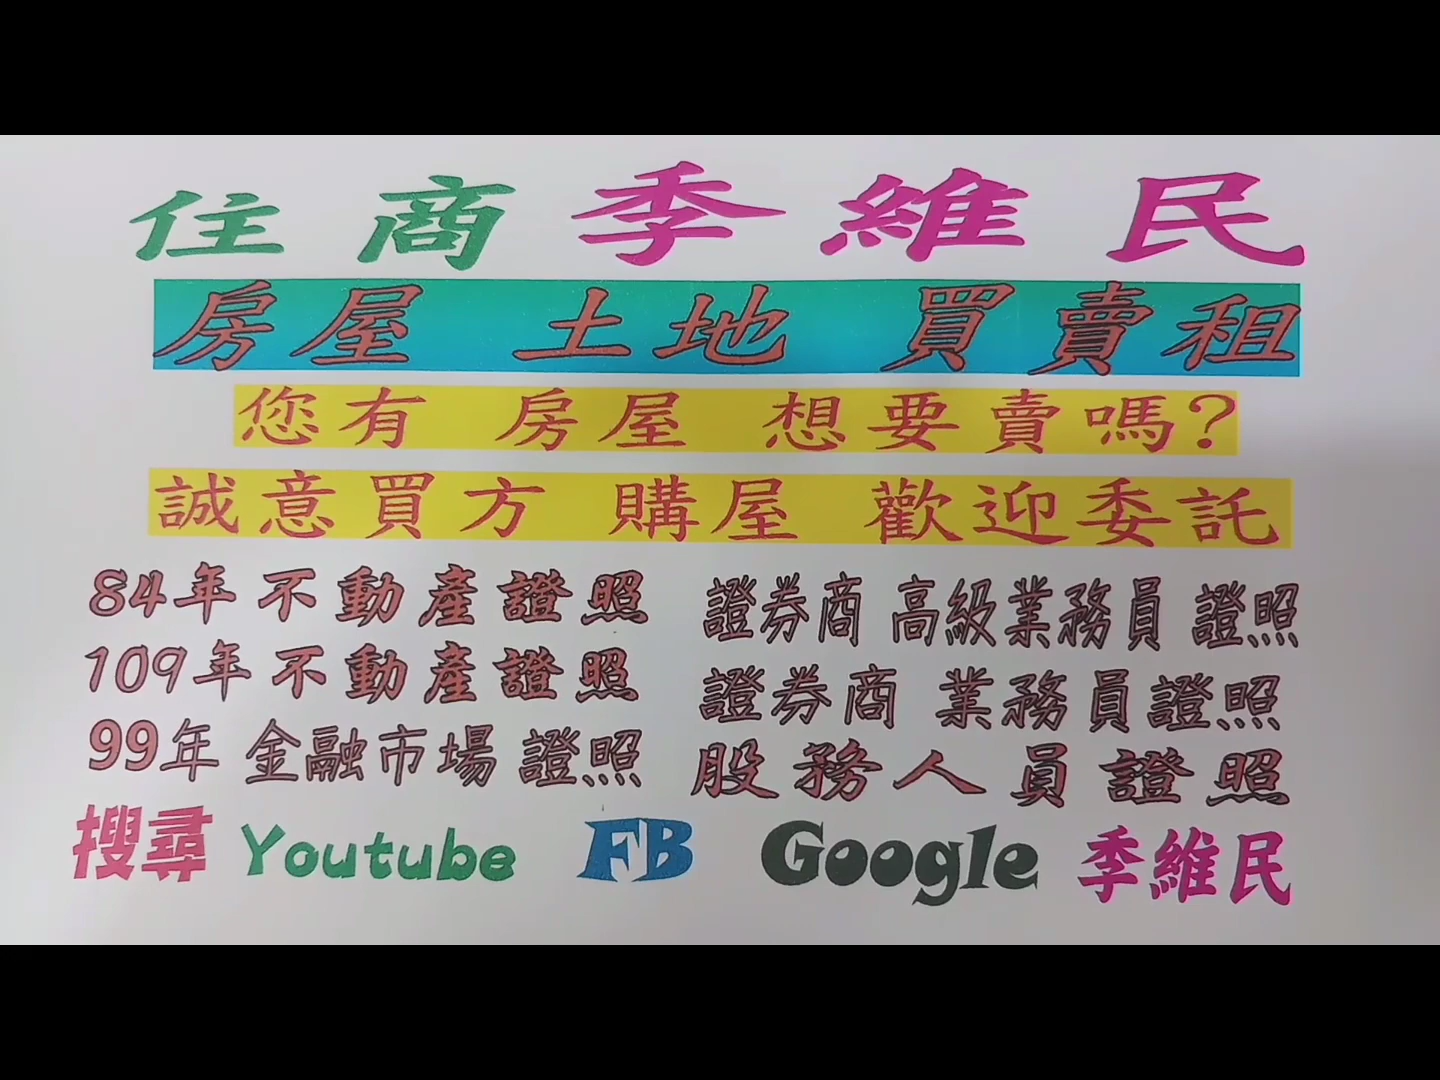 住商季維民
房屋 土地 買賣租
您有 房屋 想要賣嗎?
誠意買方 購屋 歡迎委託
84年不動產證照 證券商 高級業務員 證照
109年不動產證照 證券商 業務員證照
99年 金融市場 證照 股務人員證照
搜尋 Youtube FB Google 季維民